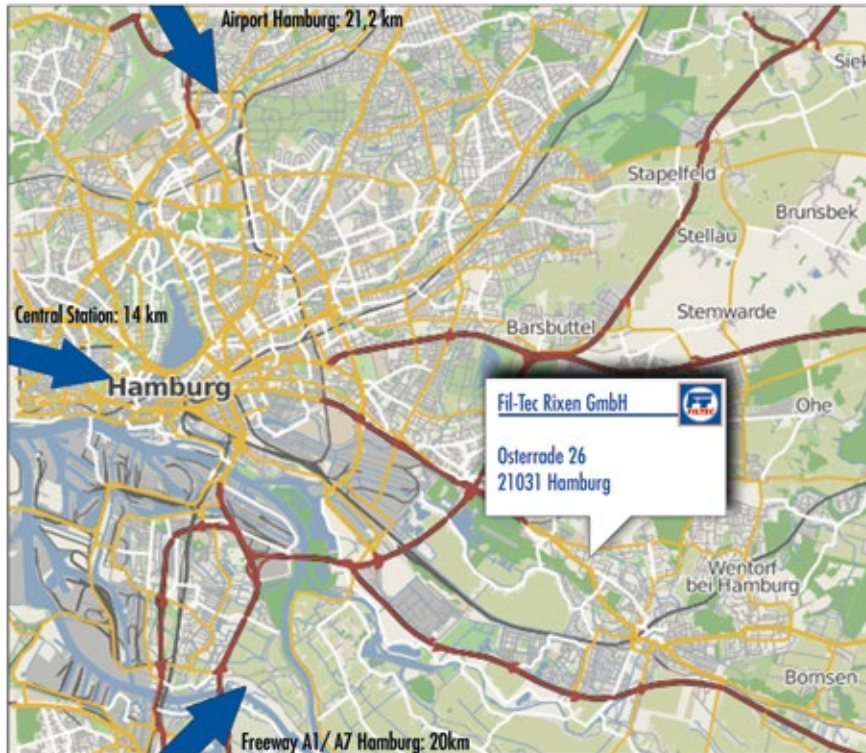 Airport Hamburg: 21,2 km
Siek
Stapelfeld
Brunsbek
Stellau
Central Station: 14 km
Stemwarde
Barsbüttel
Hamburg
Fil-Tec Rixen GmbH
FILTEC
Ohe
Osterrade 26
21031 Hamburg
Wentorf
bei Hamburg
Börnsen
Freeway A1/ A7 Hamburg: 20km